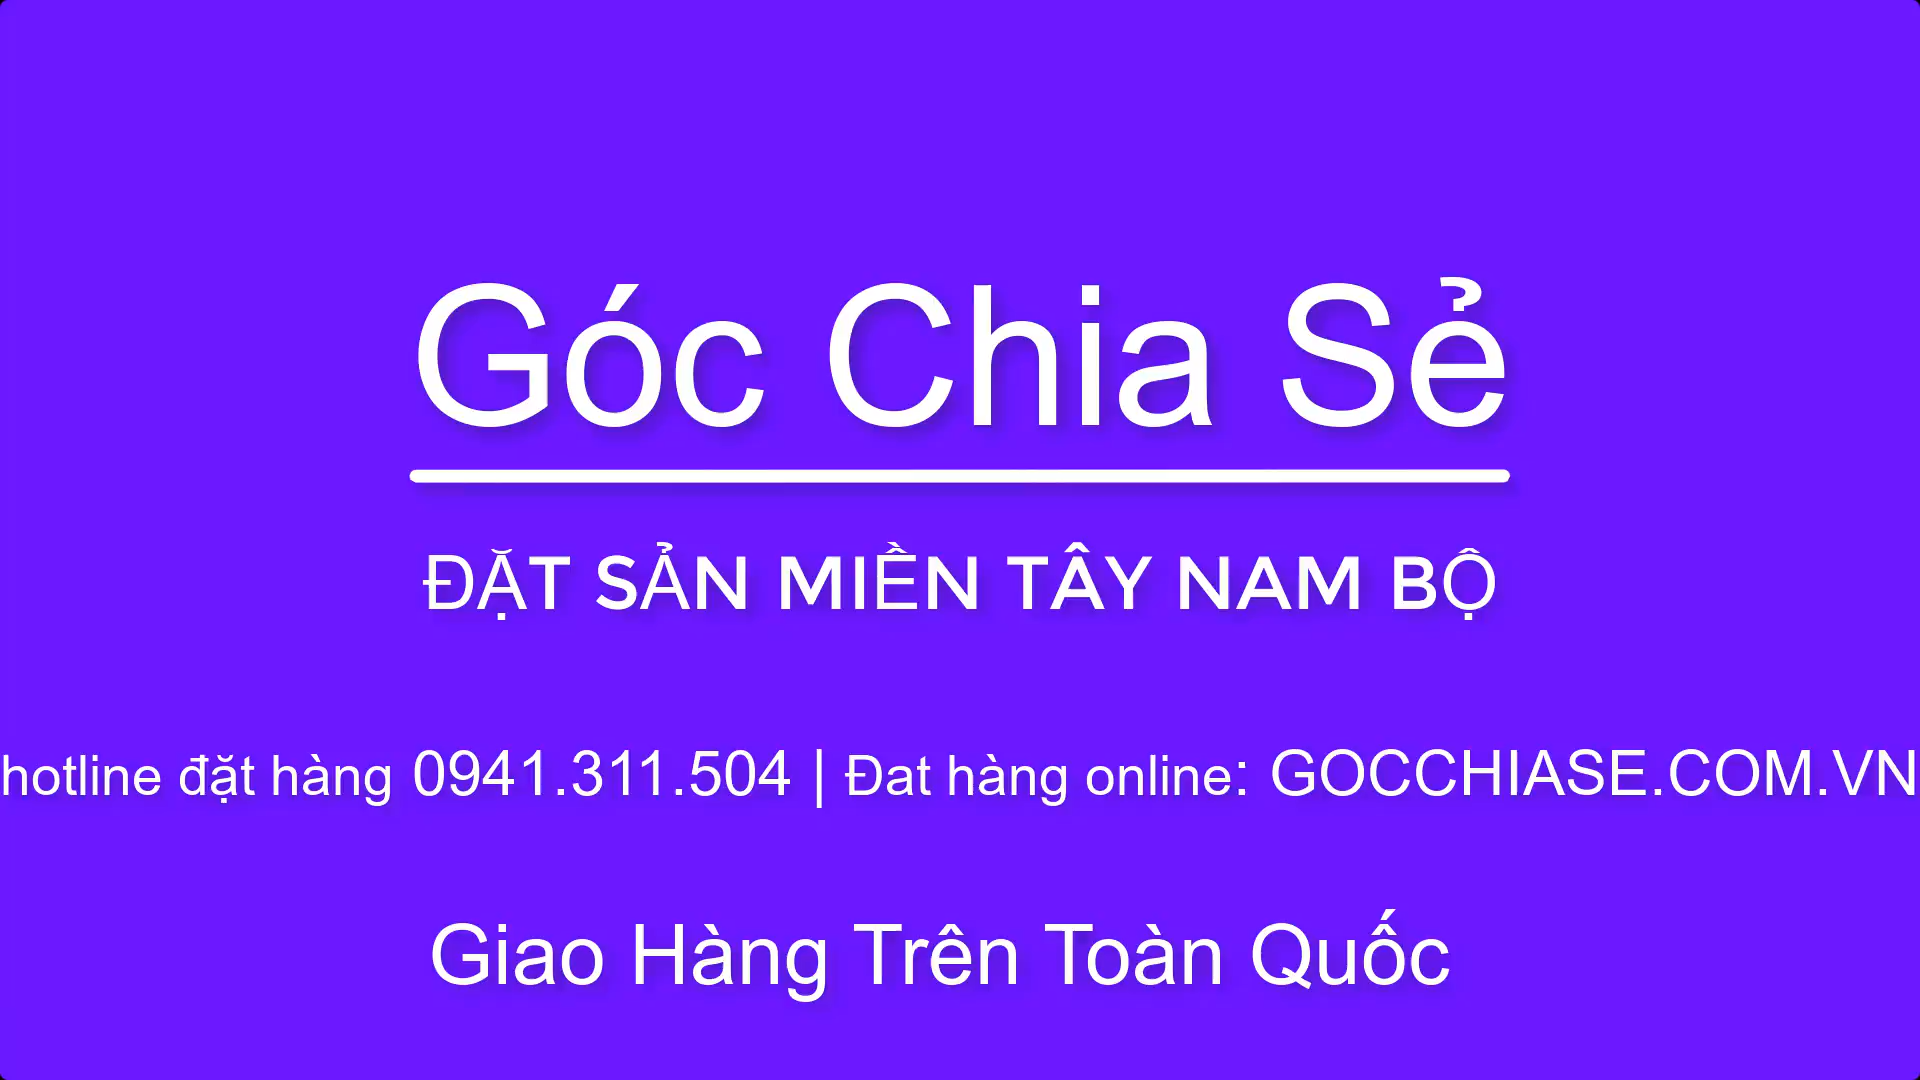 Góc Chia Sẻ
ĐẶT SẢN MIỀN TÂY NAM BỘ
hotline đặt hàng 0941.311.504 | Đat hàng online: GOCCHIASE.COM.VN
Giao Hàng Trên Toàn Quốc